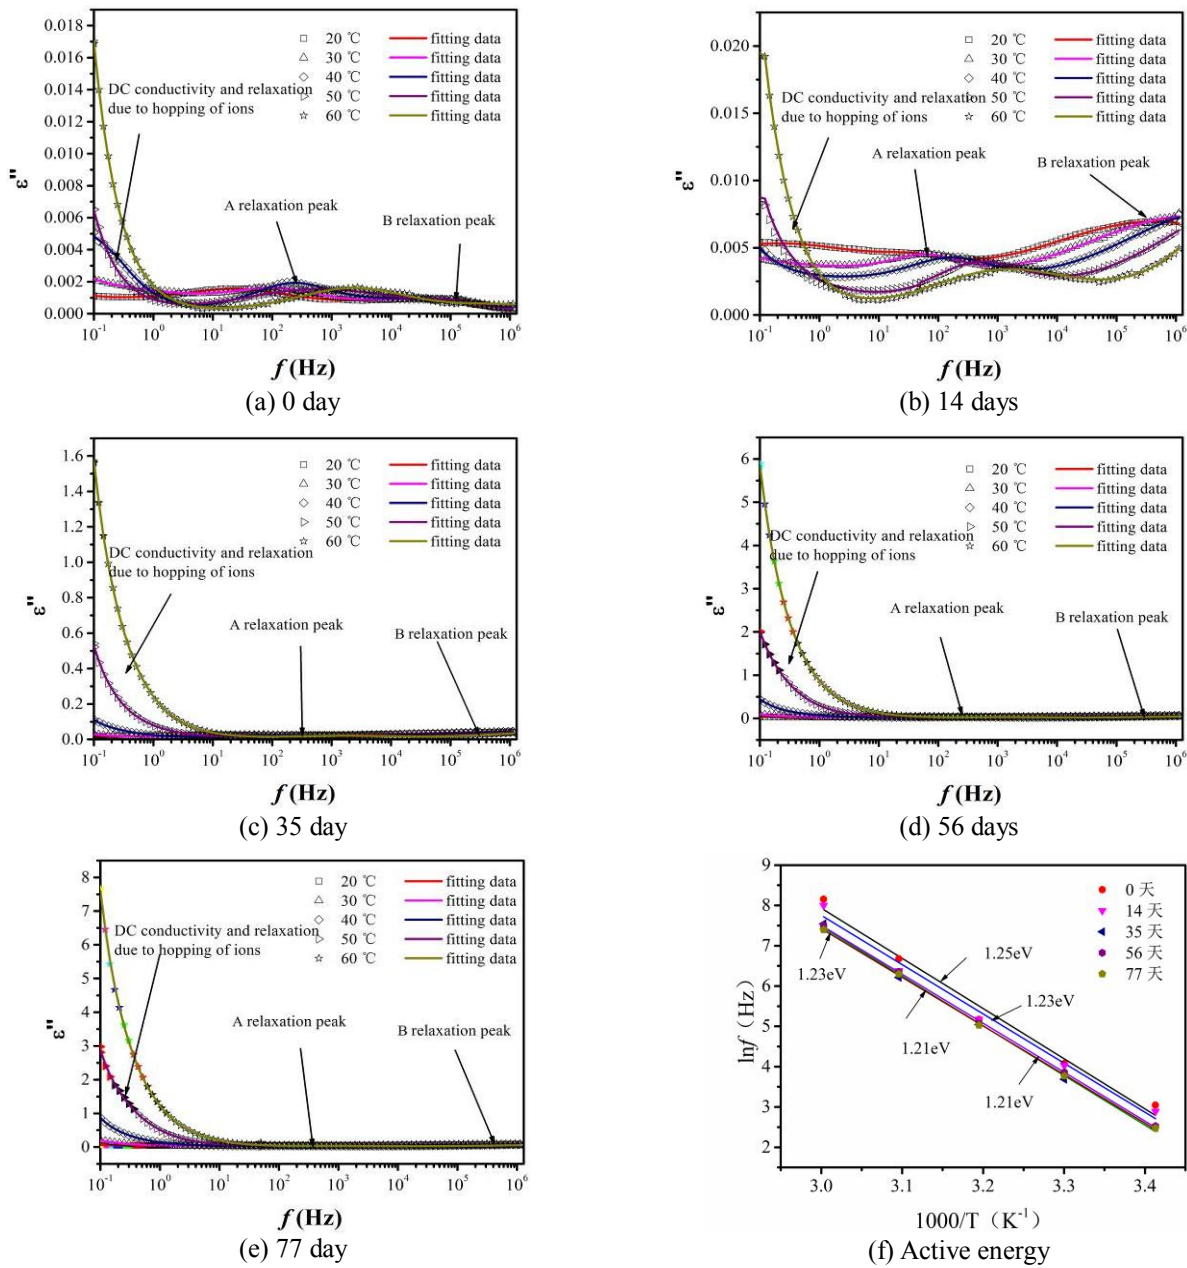 0.018
0.016
0.014
0.012
0.010
0.008
0.006
0.004
0.002
0.000
ε"
20 ℃ fitting data
30 ℃ fitting data
40 ℃ fitting data
50 ℃ fitting data
60 ℃ fitting data
DC conductivity and relaxation
due to hopping of ions
A relaxation peak
B relaxation peak
10⁻¹ 10⁰ 10¹ 10² 10³ 10⁴ 10⁵ 10⁶
f (Hz)
(a) 0 day
0.020
0.015
0.010
0.005
0.000
ε"
20 ℃ fitting data
30 ℃ fitting data
40 ℃ fitting data
50 ℃ fitting data
60 ℃ fitting data
DC conductivity and relaxation
due to hopping of ions
A relaxation peak
B relaxation peak
10⁻¹ 10⁰ 10¹ 10² 10³ 10⁴ 10⁵ 10⁶
f (Hz)
(b) 14 days
1.6
1.4
1.2
1.0
0.8
0.6
0.4
0.2
0.0
ε"
20 ℃ fitting data
30 ℃ fitting data
40 ℃ fitting data
50 ℃ fitting data
60 ℃ fitting data
DC conductivity and relaxation
due to hopping of ions
A relaxation peak
B relaxation peak
10⁻¹ 10⁰ 10¹ 10² 10³ 10⁴ 10⁵ 10⁶
f (Hz)
(c) 35 day
6
5
4
3
2
1
0
ε"
20 ℃ fitting data
30 ℃ fitting data
40 ℃ fitting data
50 ℃ fitting data
60 ℃ fitting data
DC conductivity and relaxation
due to hopping of ions
A relaxation peak
B relaxation peak
10⁻¹ 10⁰ 10¹ 10² 10³ 10⁴ 10⁵ 10⁶
f (Hz)
(d) 56 days
8
7
6
5
4
3
2
1
0
ε"
20 ℃ fitting data
30 ℃ fitting data
40 ℃ fitting data
50 ℃ fitting data
60 ℃ fitting data
DC conductivity and relaxation
due to hopping of ions
A relaxation peak
B relaxation peak
10⁻¹ 10⁰ 10¹ 10² 10³ 10⁴ 10⁵ 10⁶
f (Hz)
(e) 77 day
9
8
7
6
5
4
3
2
lnf（Hz）
0 天
14 天
35 天
56 天
77 天
1.25eV
1.23eV
1.23eV
1.21eV
1.21eV
3.0 3.1 3.2 3.3 3.4
1000/T（K⁻¹）
(f) Active energy